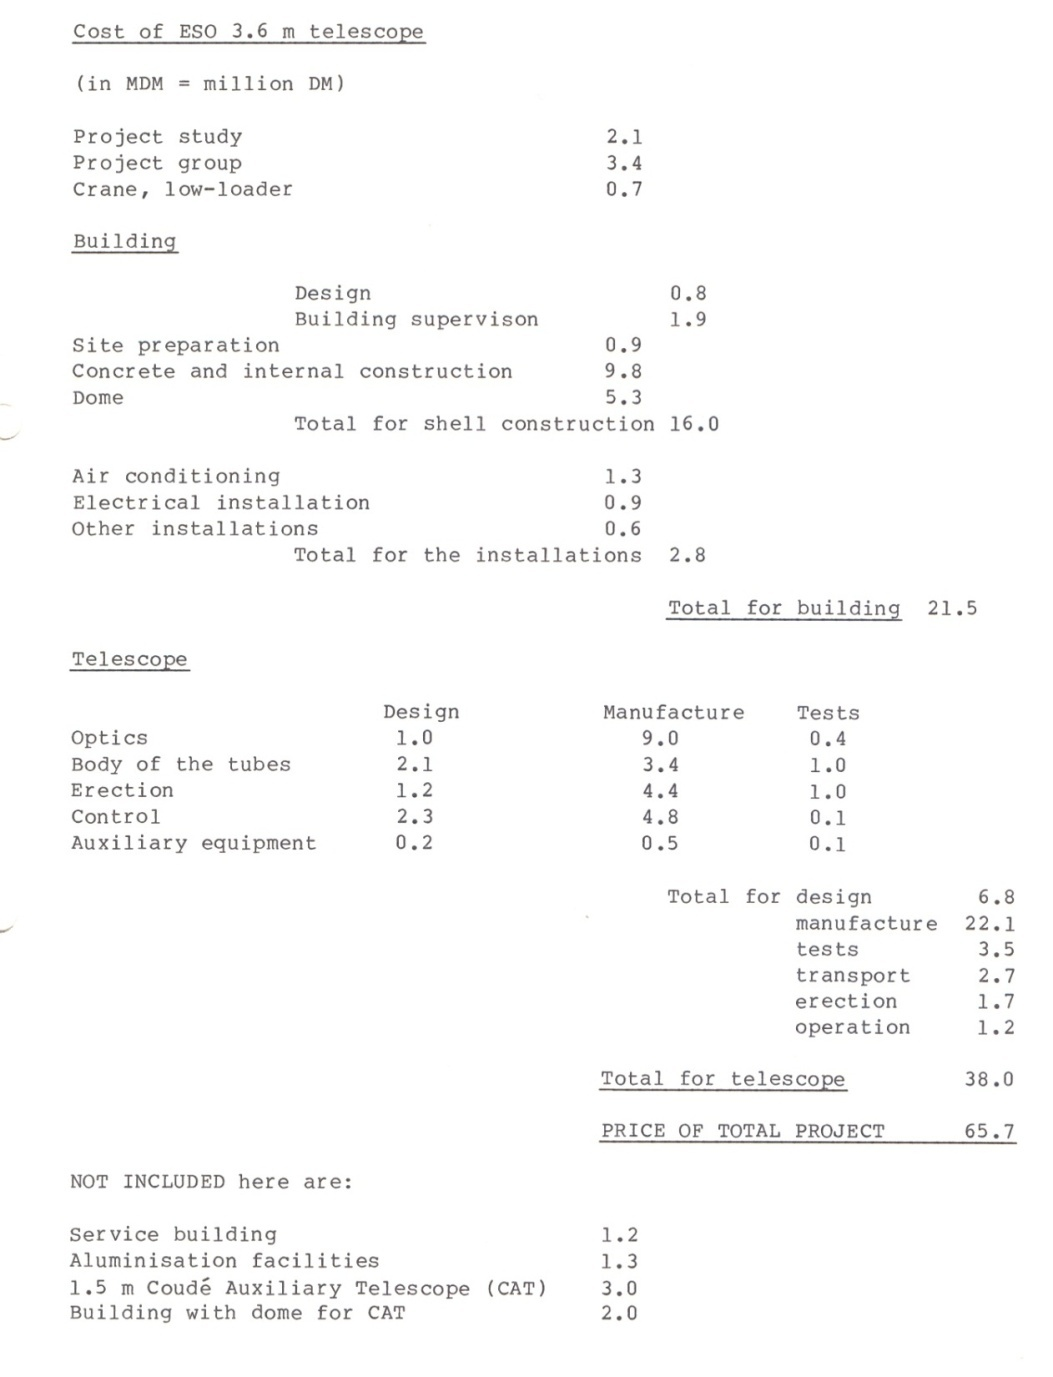 Cost of ESO 3.6 m telescope
(in MDM = million DM)
Project study 2.1
Project group 3.4
Crane, low-loader 0.7
Building
Design 0.8
Building supervison 1.9
Site preparation 0.9
Concrete and internal construction 9.8
Dome 5.3
Total for shell construction 16.0
Air conditioning 1.3
Electrical installation 0.9
Other installations 0.6
Total for the installations 2.8
Total for building 21.5
Telescope
Design Manufacture Tests
Optics 1.0 9.0 0.4
Body of the tubes 2.1 3.4 1.0
Erection 1.2 4.4 1.0
Control 2.3 4.8 0.1
Auxiliary equipment 0.2 0.5 0.1
Total for design 6.8
manufacture 22.1
tests 3.5
transport 2.7
erection 1.7
operation 1.2
Total for telescope 38.0
PRICE OF TOTAL PROJECT 65.7
NOT INCLUDED here are:
Service building 1.2
Aluminisation facilities 1.3
1.5 m Coudé Auxiliary Telescope (CAT) 3.0
Building with dome for CAT 2.0